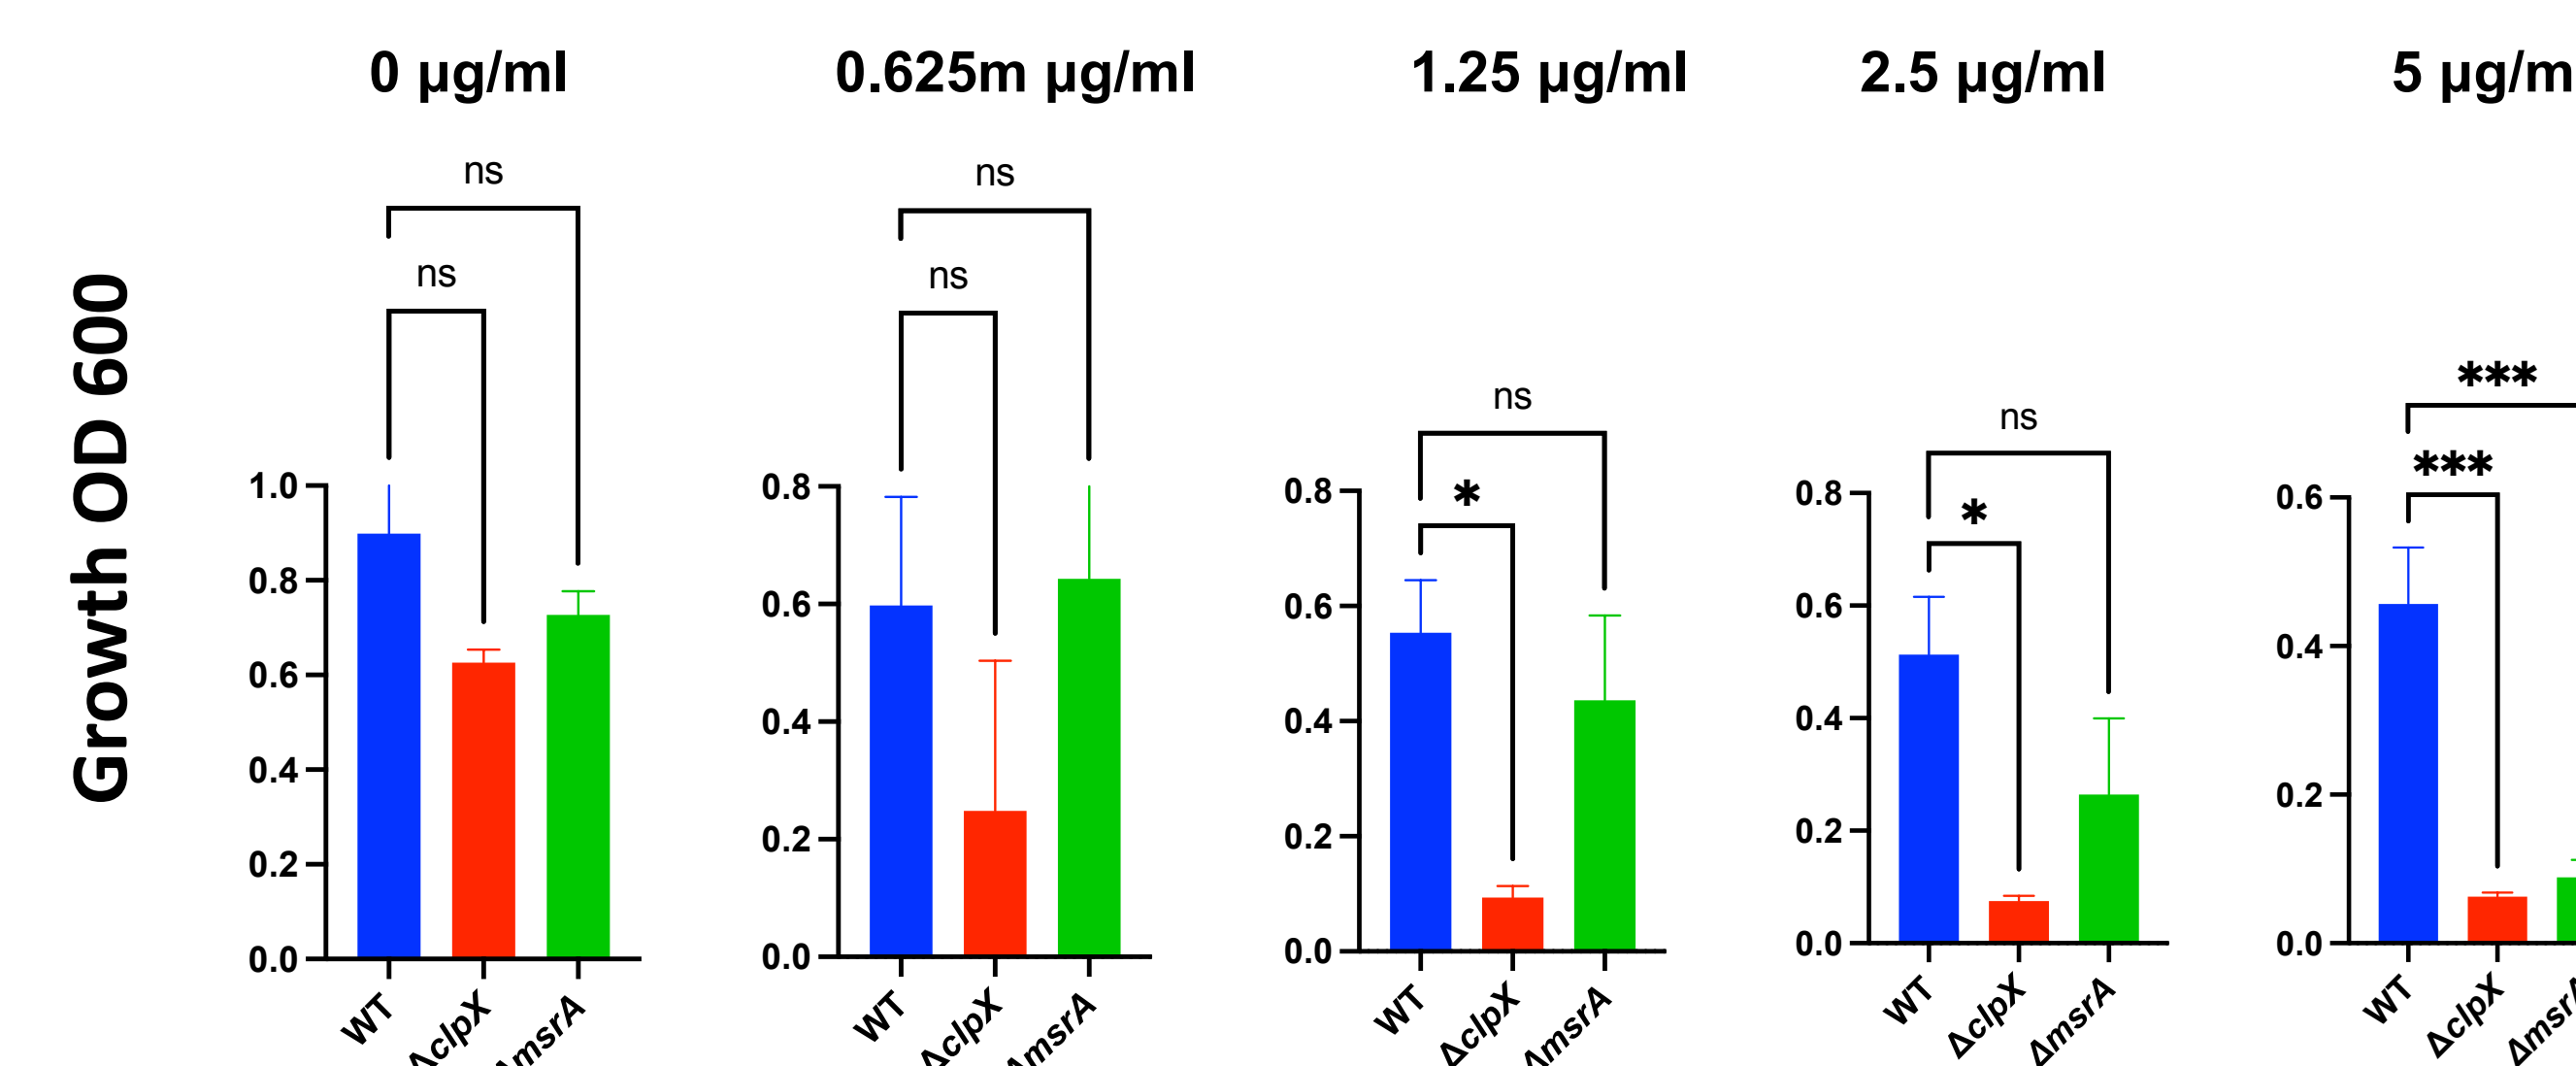 0 µg/ml
0.625m µg/ml
1.25 µg/ml
2.5 µg/ml
5 µg/m
Growth OD 600
ns
ns
1.0
0.8
0.6
0.4
0.2
0.0
WT
ΔclpX
ΔmsrA
ns
ns
0.8
0.6
0.4
0.2
0.0
WT
ΔclpX
ΔmsrA
ns
*
0.8
0.6
0.4
0.2
0.0
WT
ΔclpX
ΔmsrA
ns
*
0.8
0.6
0.4
0.2
0.0
WT
ΔclpX
ΔmsrA
***
***
0.6
0.4
0.2
0.0
WT
ΔclpX
ΔmsrA